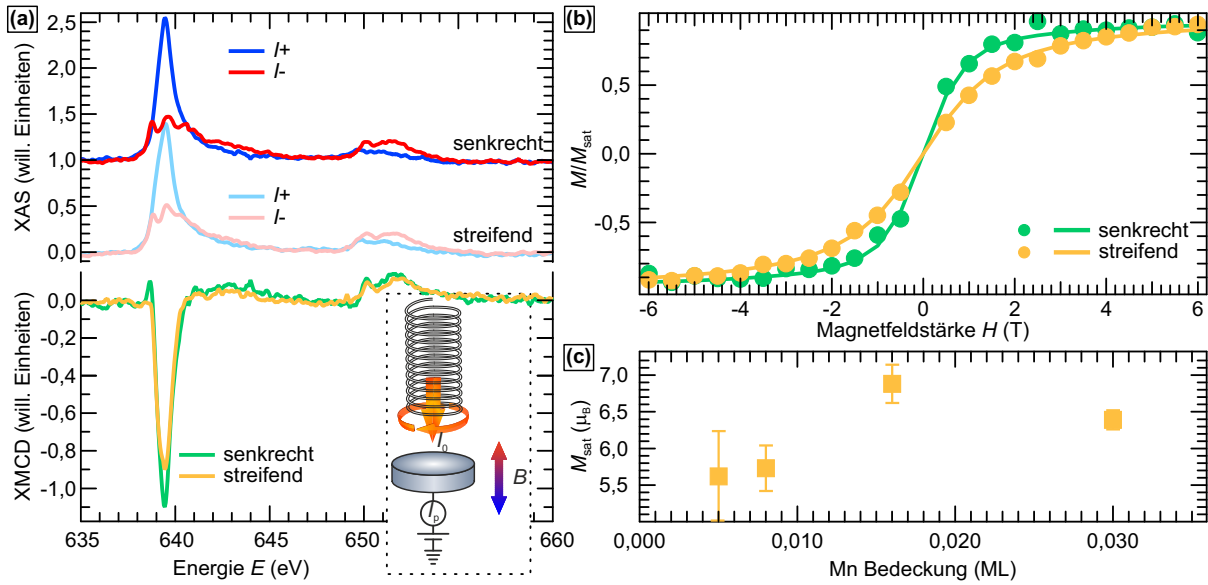 (a)
XAS (will. Einheiten)
2,5
2,0
1,5
1,0
0,5
0,0
l+
l-
senkrecht
l+
l-
streifend
XMCD (will. Einheiten)
0,0
-0,2
-0,4
-0,6
-0,8
-1,0
senkrecht
streifend
I0
B
Ip
635
640
645
650
660
Energie E (eV)
(b)
M/Msat
0,5
0,0
-0,5
senkrecht
streifend
-6
-4
-2
0
2
4
6
Magnetfeldstärke H (T)
(c)
Msat (μB)
7,0
6,5
6,0
5,5
0,000
0,010
0,020
0,030
Mn Bedeckung (ML)